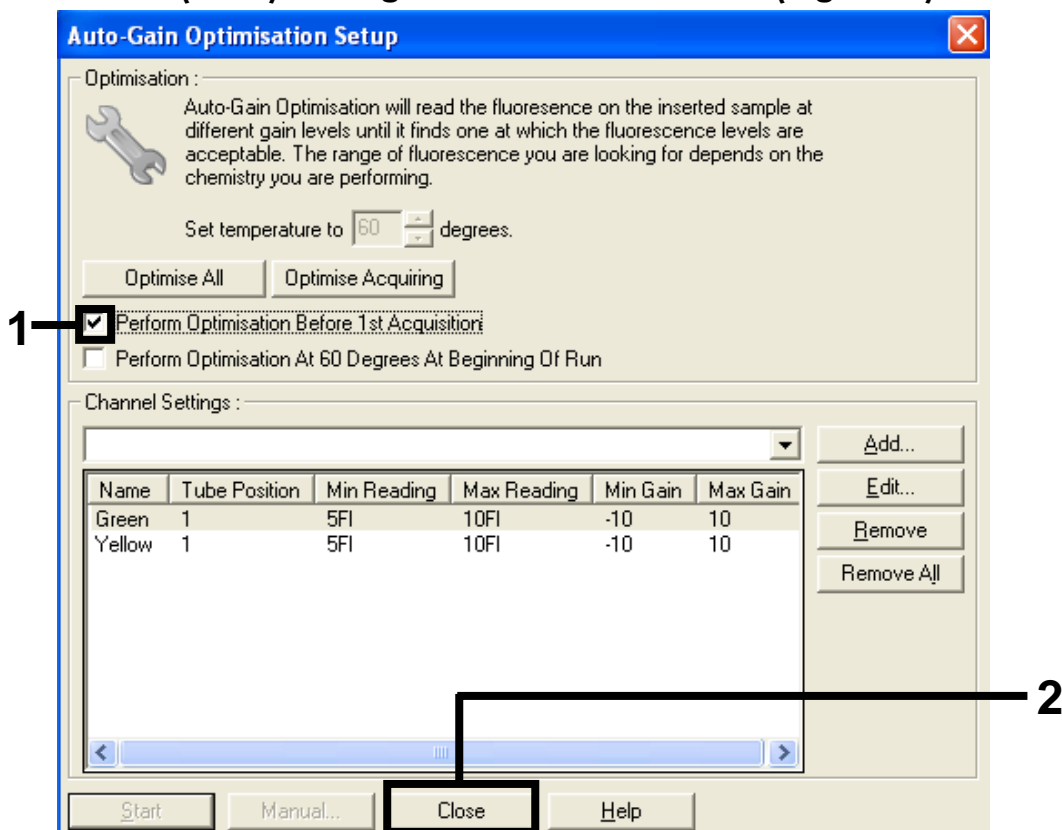 Auto-Gain Optimisation Setup
Optimisation :
Auto-Gain Optimisation will read the fluoresence on the inserted sample at
different gain levels until it finds one at which the fluorescence levels are
acceptable. The range of fluorescence you are looking for depends on the
chemistry you are performing.
Set temperature to 60 degrees.
Optimise All Optimise Acquiring
1
Perform Optimisation Before 1st Acquisition
Perform Optimisation At 60 Degrees At Beginning Of Run
Channel Settings :
Add...
Name Tube Position Min Reading Max Reading Min Gain Max Gain
Edit...
Green 1 5Fl 10Fl -10 10
Remove
Yellow 1 5Fl 10Fl -10 10
Remove All
2
Start Manual... Close Help